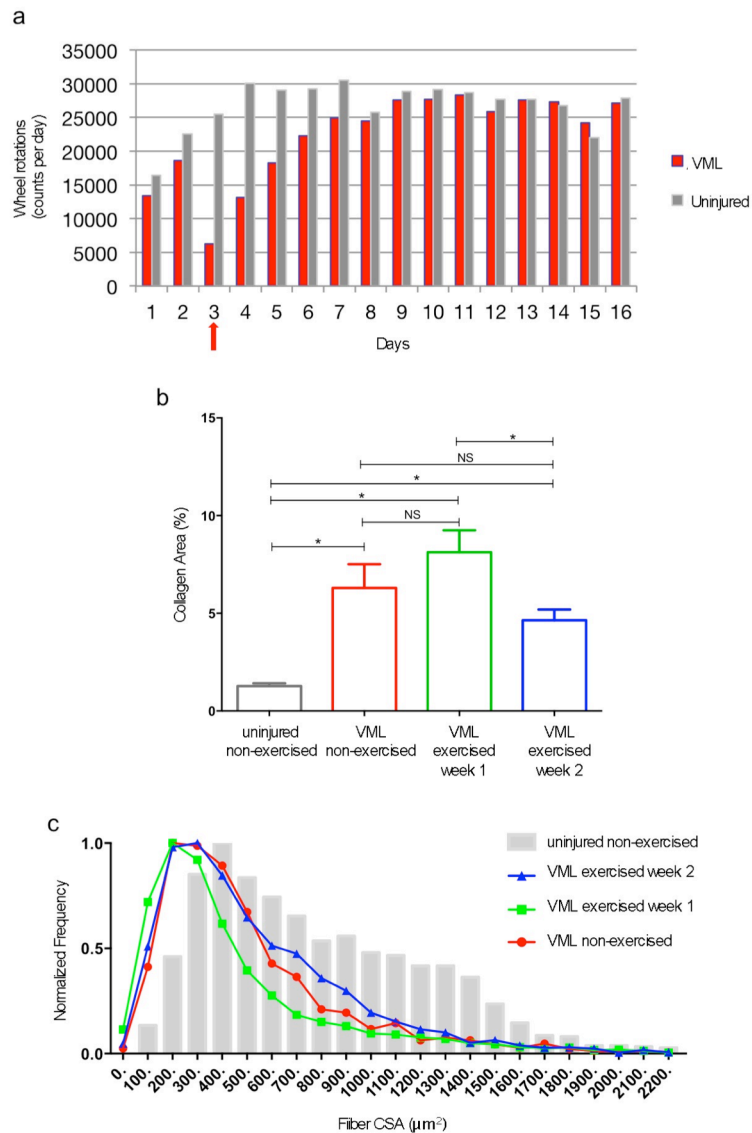 a
35000
30000
25000
20000
15000
10000
5000
0
Wheel rotations
(counts per day)
. VML
Uninjured
1 2 3 4 5 6 7 8 9 10 11 12 13 14 15 16
Days
b
15
10
5
0
Collagen Area (%)
*
NS
*
*
NS
*
uninjured
non-exercised
VML
non-exercised
VML
exercised
week 1
VML
exercised
week 2
c
1.0
0.5
0.0
Normalized Frequency
uninjured non-exercised
VML exercised week 2
VML exercised week 1
VML non-exercised
0. 100. 200. 300. 400. 500. 600. 700. 800. 900. 1000. 1100. 1200. 1300. 1400. 1500. 1600. 1700. 1800. 1900. 2000. 2100. 2200.
Fiiber CSA (µm²)